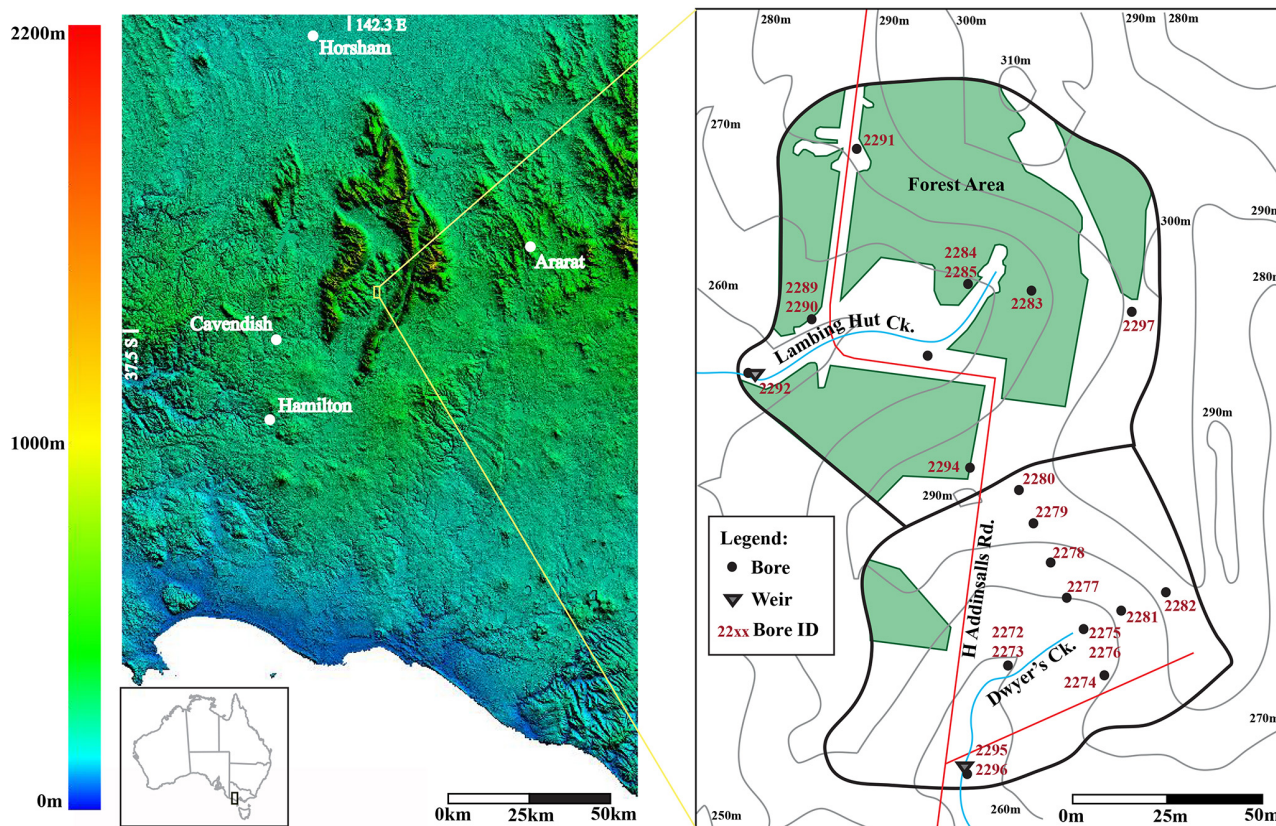 2200m
1000m
0m
142.3 E
Horsham
Ararat
Cavendish
37.5 S
Hamilton
0km
25km
50km
280m
290m
300m
290m
280m
310m
270m
2291
Forest Area
290m
300m
2284
2285
2283
280m
260m
2289
2290
2297
Lambing Hut Ck.
2292
290m
2294
2280
290m
2279
H Addinsalls Rd.
2278
2277
2282
2281
2272
2273
2275
2276
Dwyer's Ck.
2274
270m
2295
2296
250m
260m
Legend:
Bore
Weir
22xx Bore ID
0m
25m
50m